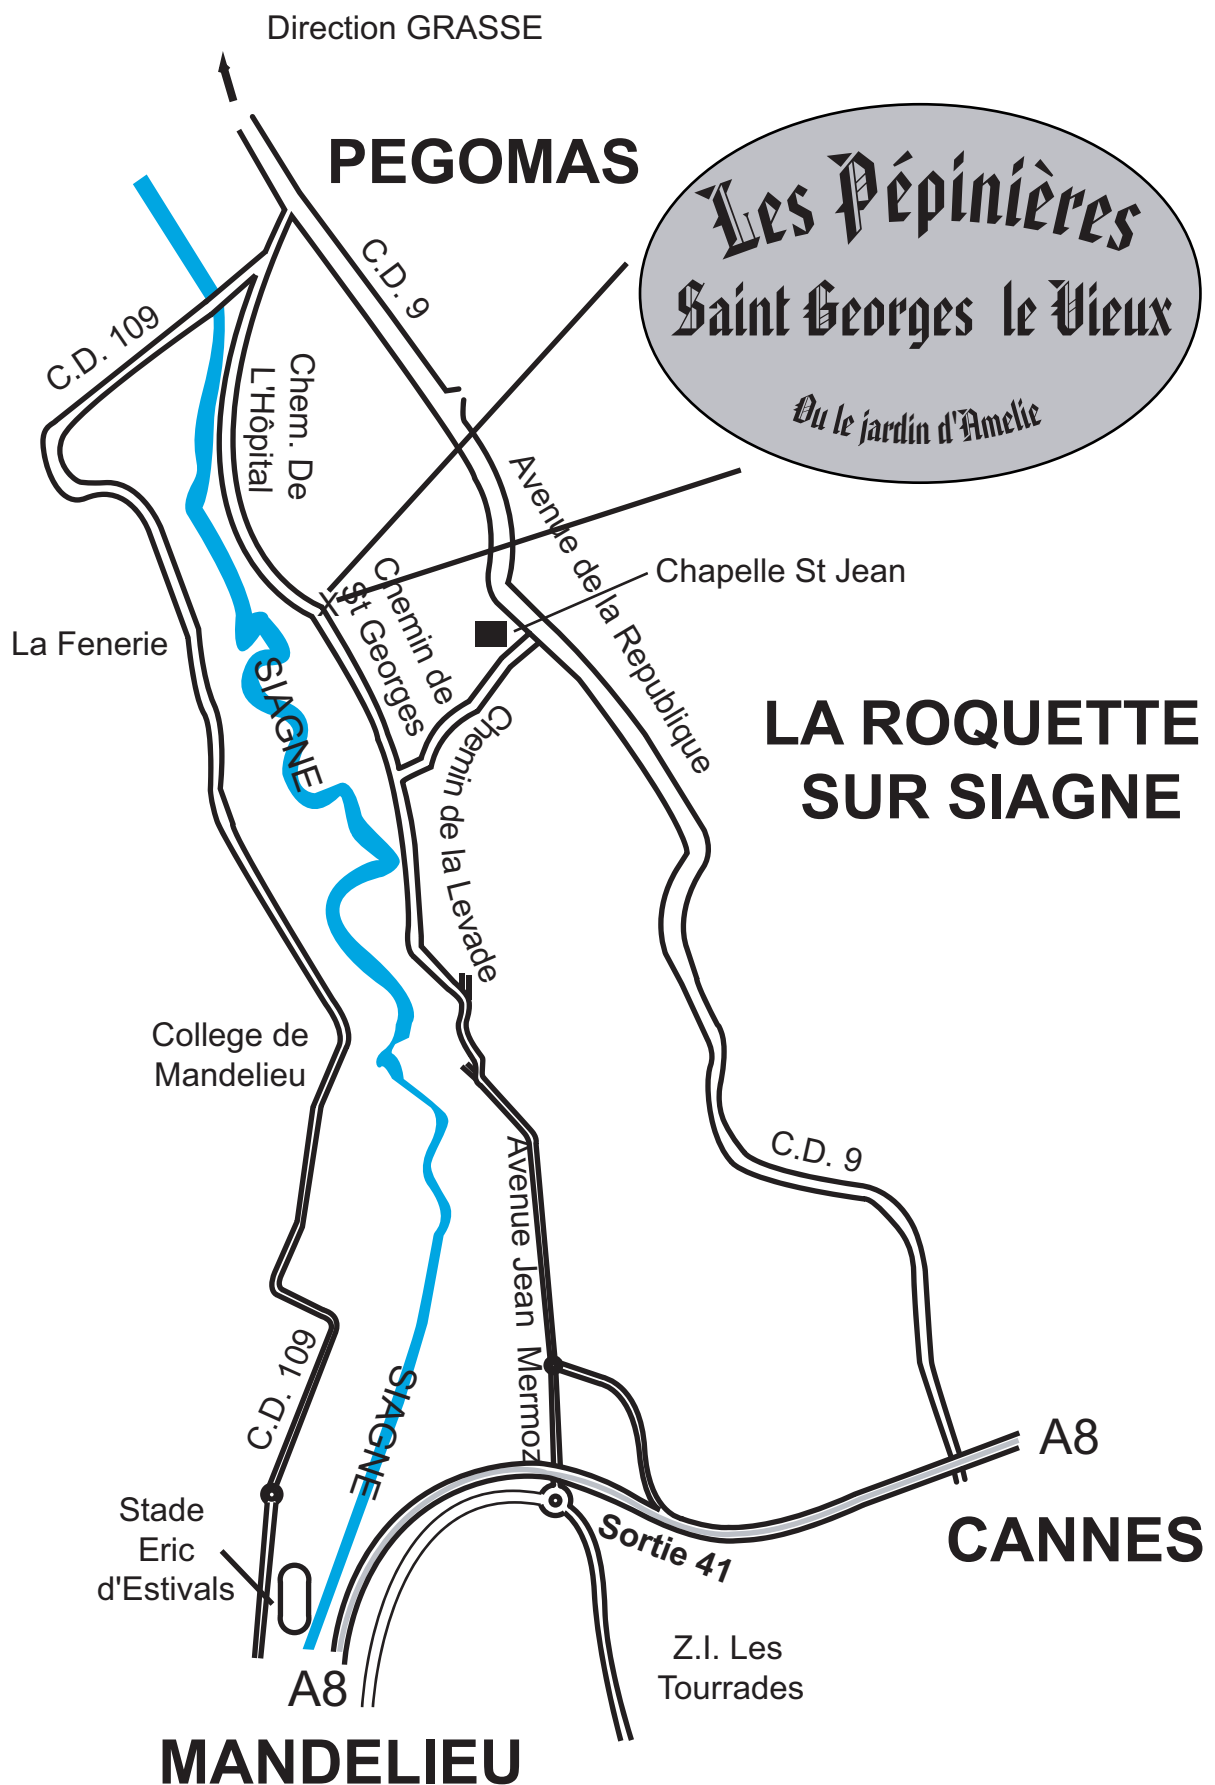 Direction GRASSE
PEGOMAS
Les Pépinières
Saint Georges le Vieux
Ou le jardin d'Amelie
C.D. 9
C.D. 109
Chem. De
L'Hôpital
Avenue de la Republique
Chapelle St Jean
Chemin de
St Georges
X
La Fenerie
SIAGNE
LA ROQUETTE
SUR SIAGNE
Chemin de la Levade
College de
Mandelieu
Avenue Jean Mermoz
C.D. 9
C.D. 109
SIAGNE
A8
Stade
Eric
d'Estivals
Sortie 41
CANNES
Z.I. Les
Tourrades
A8
MANDELIEU